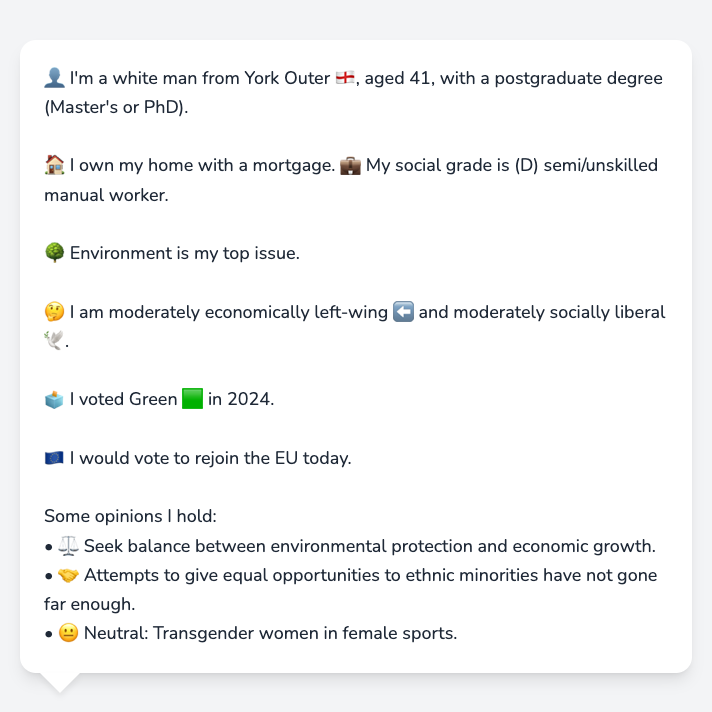 👤 I'm a white man from York Outer 🏴󠁧󠁢󠁥󠁮󠁧󠁿, aged 41, with a postgraduate degree
(Master's or PhD).
🏠 I own my home with a mortgage. 💼 My social grade is (D) semi/unskilled
manual worker.
🌳 Environment is my top issue.
🤔 I am moderately economically left-wing ⬅️ and moderately socially liberal
🕊️.
🗳️ I voted Green 🟩 in 2024.
🇪🇺 I would vote to rejoin the EU today.
Some opinions I hold:
• ⚖️ Seek balance between environmental protection and economic growth.
• 🤝 Attempts to give equal opportunities to ethnic minorities have not gone
far enough.
• 😐 Neutral: Transgender women in female sports.